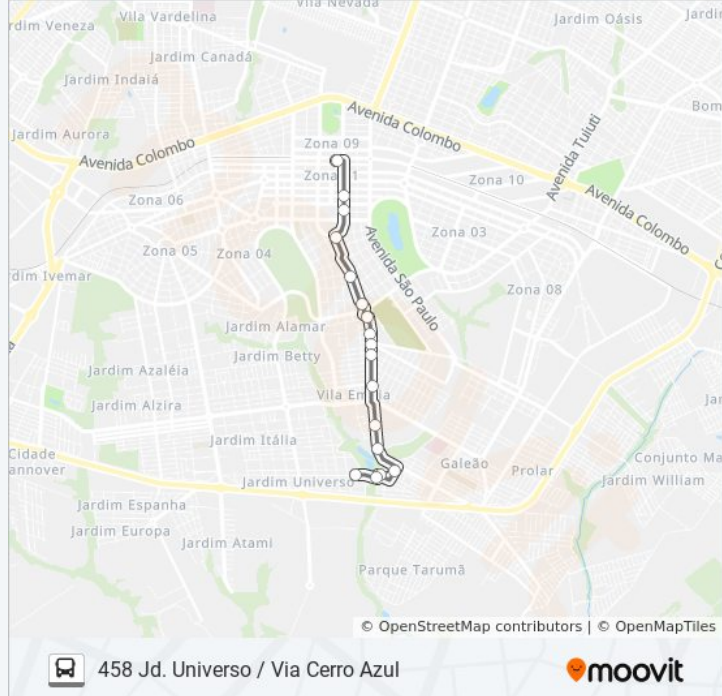 Vila Nevada
Vila Vardelina
Jardim Oásis
rdim Veneza
Jardim Canadá
Jardim Indaiá
Bom
Avenida Colombo
Jardim Aurora
Avenida Tuiuti
Zona 09
Avenida Colombo
Zona 1
Zona 10
Zona 06
Avenida Colombo
Zona 03
Avenida São Paulo
Zona 05
Zona 04
dim Ivemar
Zona 08
Jardim Alamar
Jardim Betty
Jardim Azaléia
Vila Em lia
Jardim Alzira
Jar
Jardim Itália
Cidade
annover
Galeão
Prolar
Conjunto Ma
Jardim Universo
Jardim William
Jardim Espanha
Jardim Europa
Jardim Atami
Parque Tarumã
© OpenStreetMap contributors | © OpenMapTiles
458 Jd. Universo / Via Cerro Azul
moovit